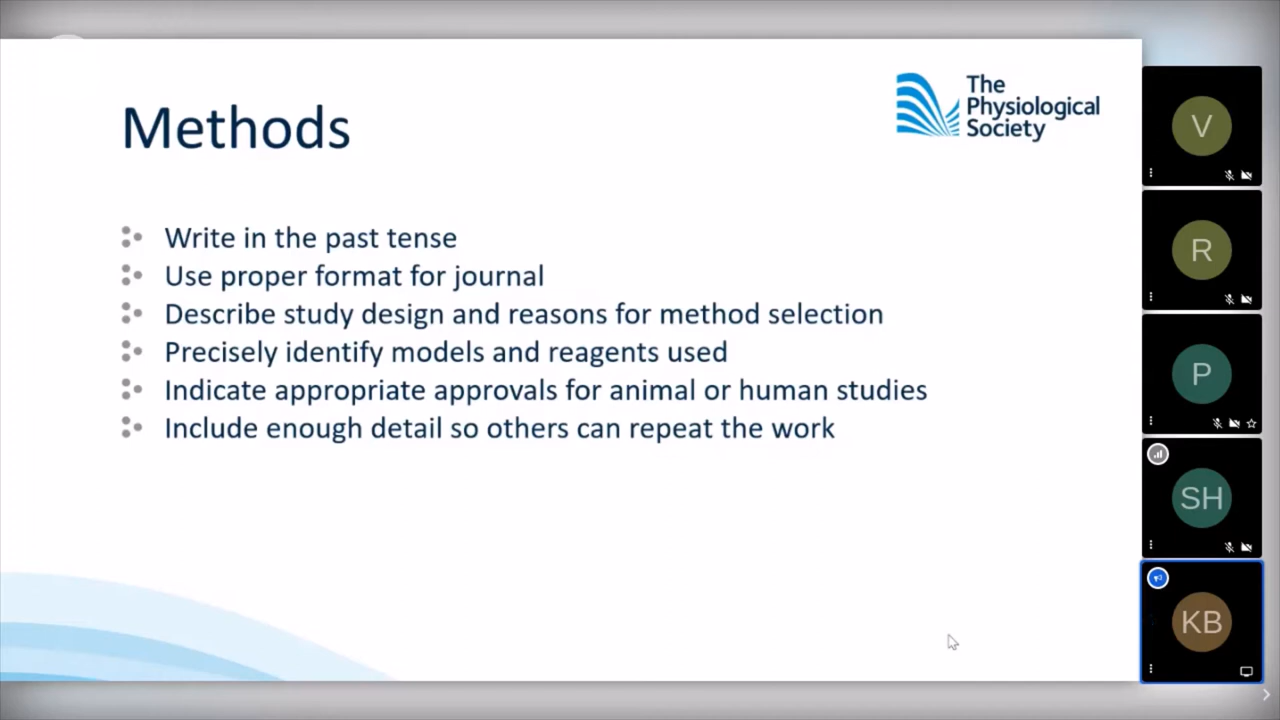 Methods
The
Physiological
Society
Write in the past tense
Use proper format for journal
Describe study design and reasons for method selection
Precisely identify models and reagents used
Indicate appropriate approvals for animal or human studies
Include enough detail so others can repeat the work
V
R
P
SH
KB